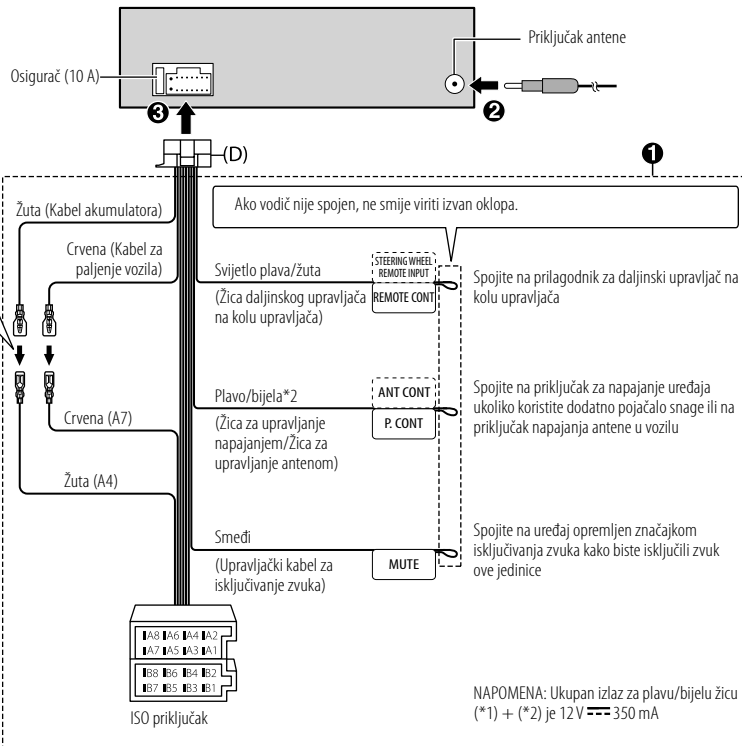 Priključak antene
Osigurač (10 A)
❸
❷
(D)
❶
Ako vodič nije spojen, ne smije viriti izvan oklopa.
Žuta (Kabel akumulatora)
Crvena (Kabel za
paljenje vozila)
Svijetlo plava/žuta
(Žica daljinskog upravljača
na kolu upravljača)
STEERING WHEEL
REMOTE INPUT
REMOTE CONT
Spojite na prilagodnik za daljinski upravljač na
kolu upravljača
Plavo/bijela*2
(Žica za upravljanje
napajanjem/Žica za
upravljanje antenom)
ANT CONT
P. CONT
Spojite na priključak za napajanje uređaja
ukoliko koristite dodatno pojačalo snage ili na
priključak napajanja antene u vozilu
Crvena (A7)
Žuta (A4)
Smeđi
(Upravljački kabel za
isključivanje zvuka)
MUTE
Spojite na uređaj opremljen značajkom
isključivanja zvuka kako biste isključili zvuk
ove jedinice
A8 A6 A4 A2
A7 A5 A3 A1
B8 B6 B4 B2
B7 B5 B3 B1
ISO priključak
NAPOMENA: Ukupan izlaz za plavu/bijelu žicu
(*1) + (*2) je 12 V ⎓ 350 mA